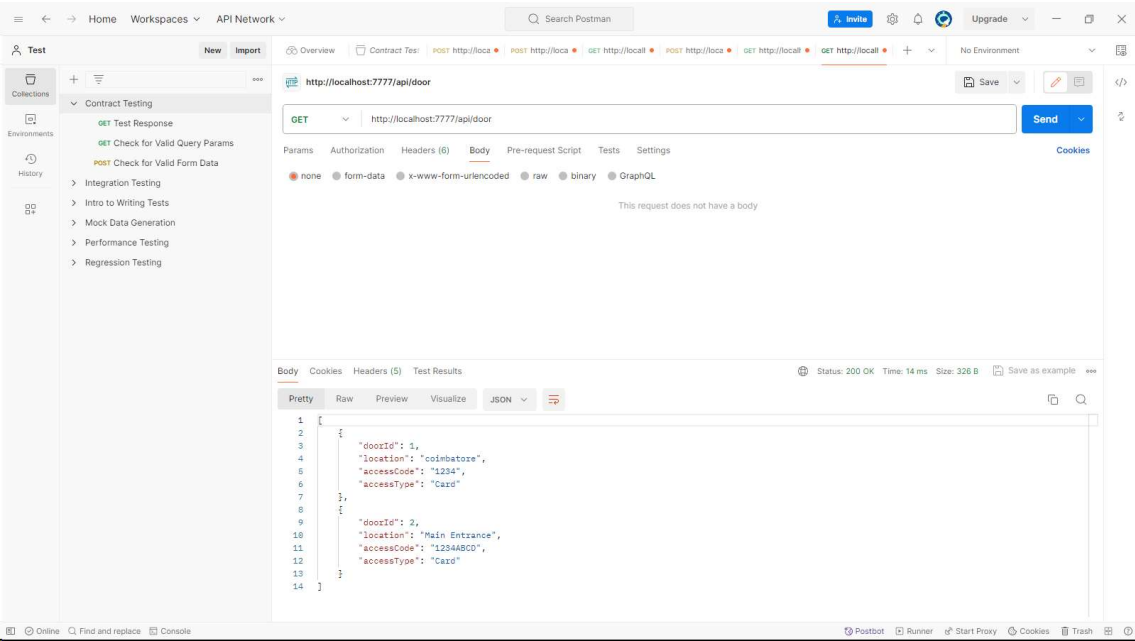 Home Workspaces API Network Search Postman Invite Upgrade
Test New Import Overview Contract Tes POST http://loca POST http://loca GET http://locall POST http://loca GET http://locall GET http://locall No Environment
Collections
Environments
History
Contract Testing
GET Test Response
GET Check for Valid Query Params
POST Check for Valid Form Data
Integration Testing
Intro to Writing Tests
Mock Data Generation
Performance Testing
Regression Testing
HTTP http://localhost:7777/api/door Save
GET http://localhost:7777/api/door Send
Params Authorization Headers (6) Body Pre-request Script Tests Settings Cookies
none form-data x-www-form-urlencoded raw binary GraphQL
This request does not have a body
Body Cookies Headers (5) Test Results Status: 200 OK Time: 14 ms Size: 326 B Save as example
Pretty Raw Preview Visualize JSON
1 [
2 {
3 "doorId": 1,
4 "location": "coimbatore",
5 "accessCode": "1234",
6 "accessType": "Card"
7 },
8 {
9 "doorId": 2,
10 "location": "Main Entrance",
11 "accessCode": "1234ABCD",
12 "accessType": "Card"
13 }
14 ]
Online Find and replace Console Postbot Runner Start Proxy Cookies Trash